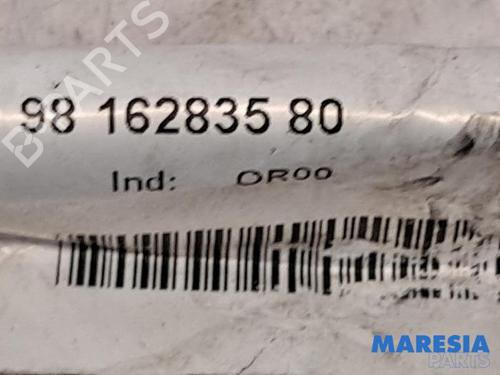 B PARTS
98 162835 80
Ind: OR00
MARESIA
PARTS